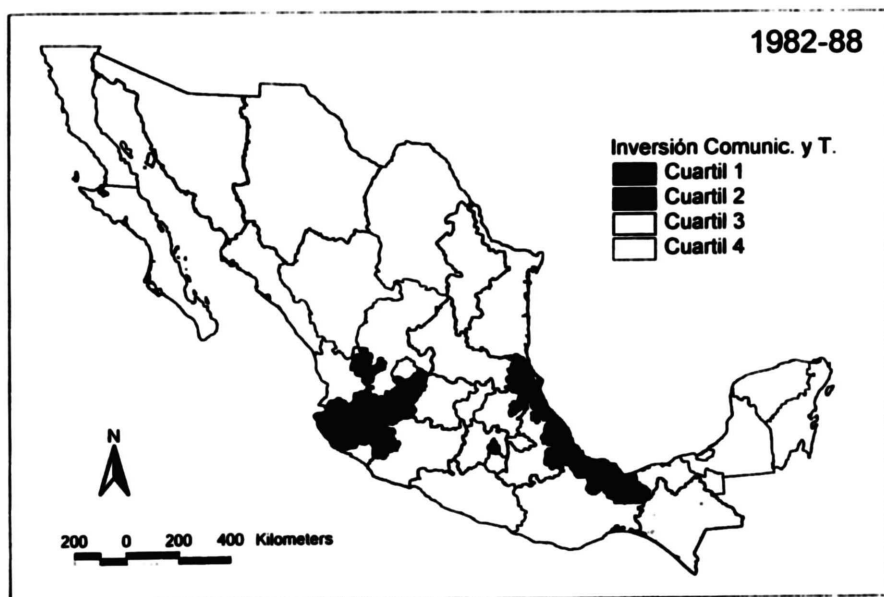 1982-88
Inversión Comunic. y T.
Cuartil 1
Cuartil 2
Cuartil 3
Cuartil 4
N
200 0 200 400 Kilometers